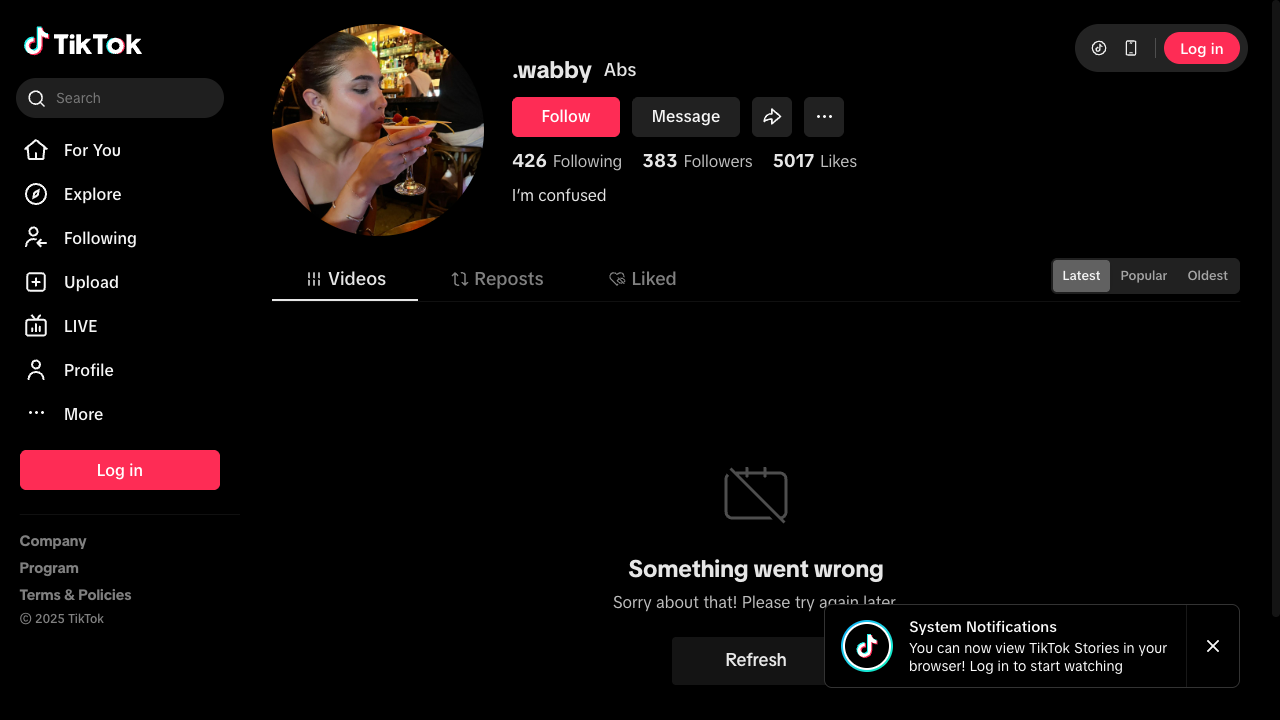 TikTok
Search
For You
Explore
Following
Upload
LIVE
Profile
More
Log in
Company
Program
Terms & Policies
© 2025 TikTok
Log in
.wabby Abs
Follow Message
426 Following 383 Followers 5017 Likes
I'm confused
Videos Reposts Liked
Latest Popular Oldest
Something went wrong
Sorry about that! Please try again later.
Refresh
System Notifications
You can now view TikTok Stories in your
browser! Log in to start watching